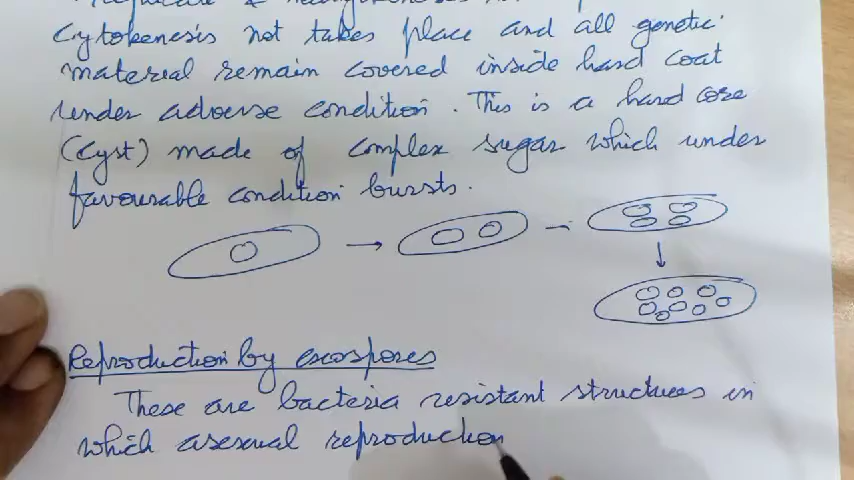 Cytokenesis not takes place and all genetic
material remain covered inside hard coat
under adverse condition. This is a hard core
(cyst) made of complex sugar which under
favourable condition bursts.
Reproduction by exospores
These are bacteria resistant structures in
which asexual reproduction